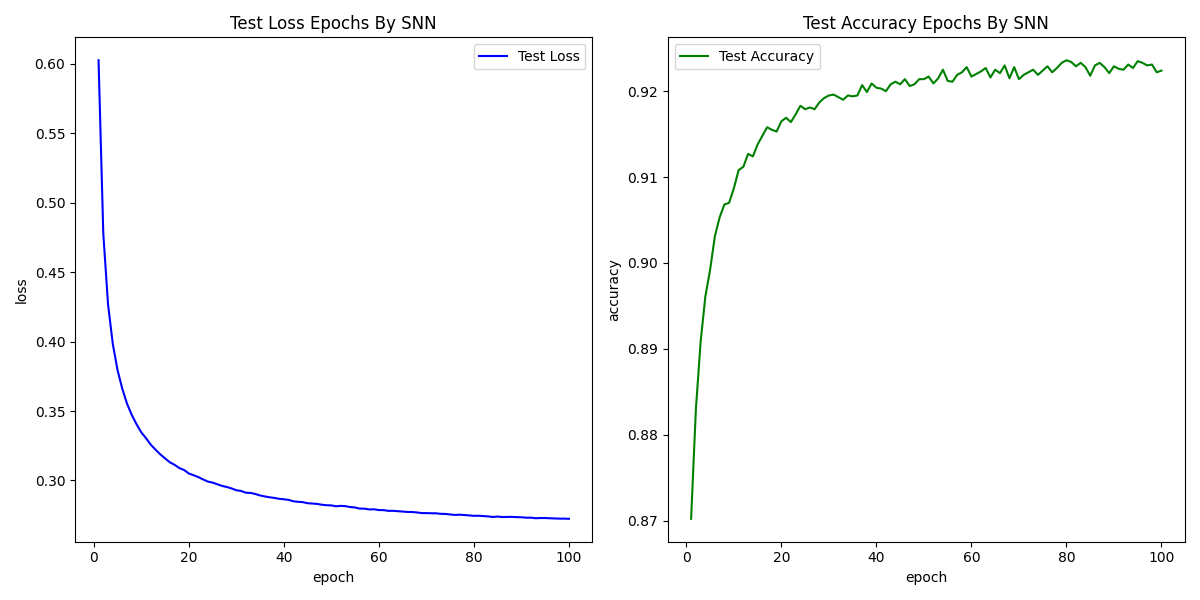 Test Loss Epochs By SNN
Test Loss
0.60
0.55
0.50
0.45
0.40
0.35
0.30
loss
0 20 40 60 80 100
epoch
Test Accuracy Epochs By SNN
Test Accuracy
0.92
0.91
0.90
0.89
0.88
0.87
accuracy
0 20 40 60 80 100
epoch